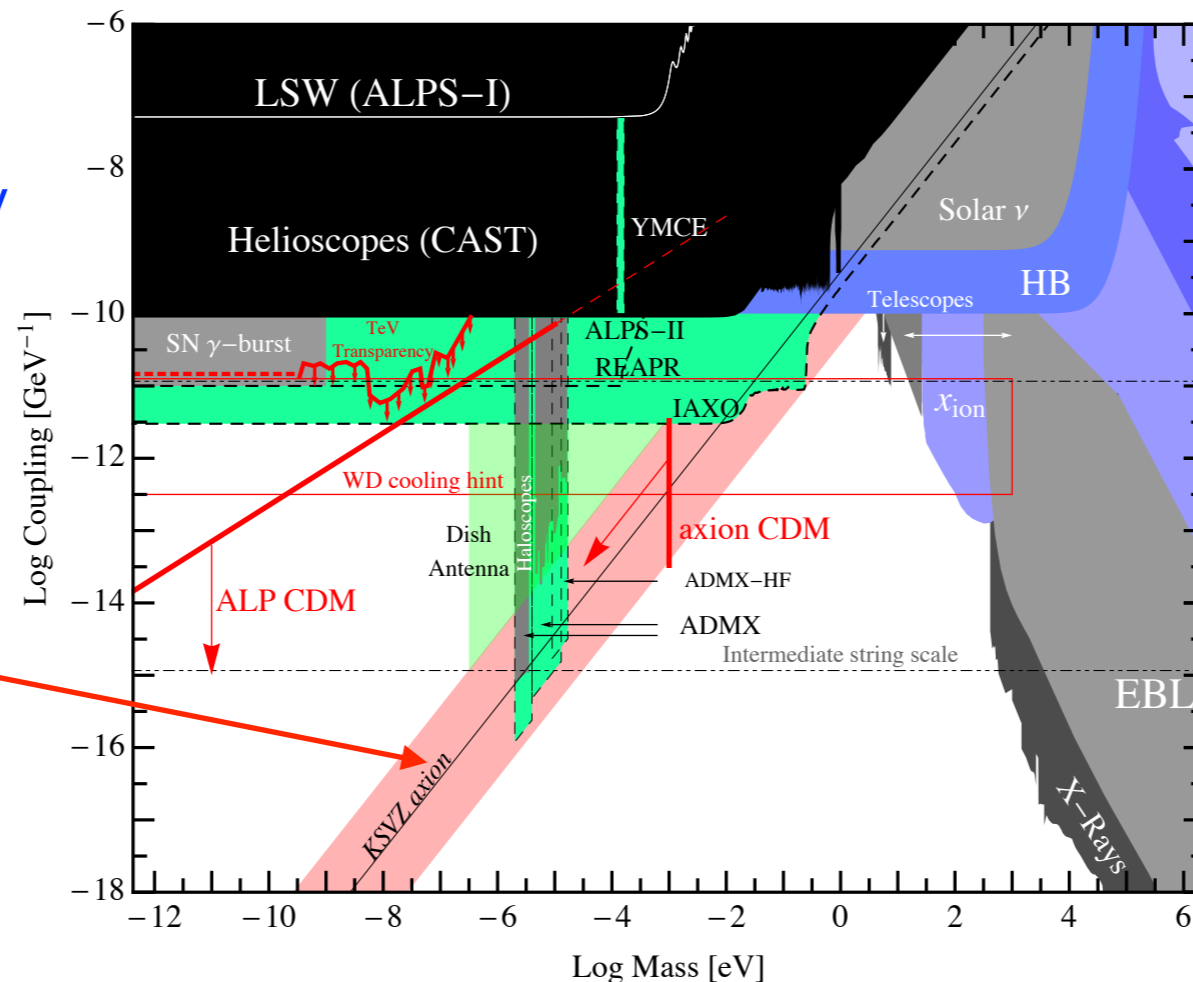 −6
LSW (ALPS−I)
−8
Solar ν
YMCE
Helioscopes (CAST)
HB
Telescopes
−10
SN γ−burst
TeV
Transparency
ALPS−II
REAPR
IAXO
xion
−12
WD cooling hint
Haloscopes
axion CDM
Dish
Antenna
ADMX−HF
−14
ALP CDM
ADMX
Intermediate string scale
EBL
−16
KSVZ axion
X−Rays
−18
−12 −10 −8 −6 −4 −2 0 2 4 6
Log Mass [eV]
Log Coupling [GeV−1]